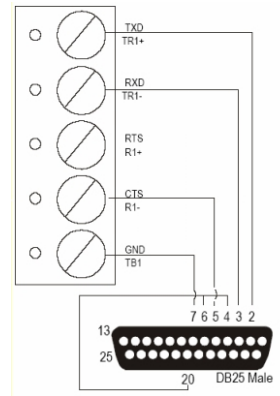 TXD
TR1+
RXD
TR1-
RTS
R1+
CTS
R1-
GND
TB1
7 6 5 4 3 2
13
25
20
DB25 Male